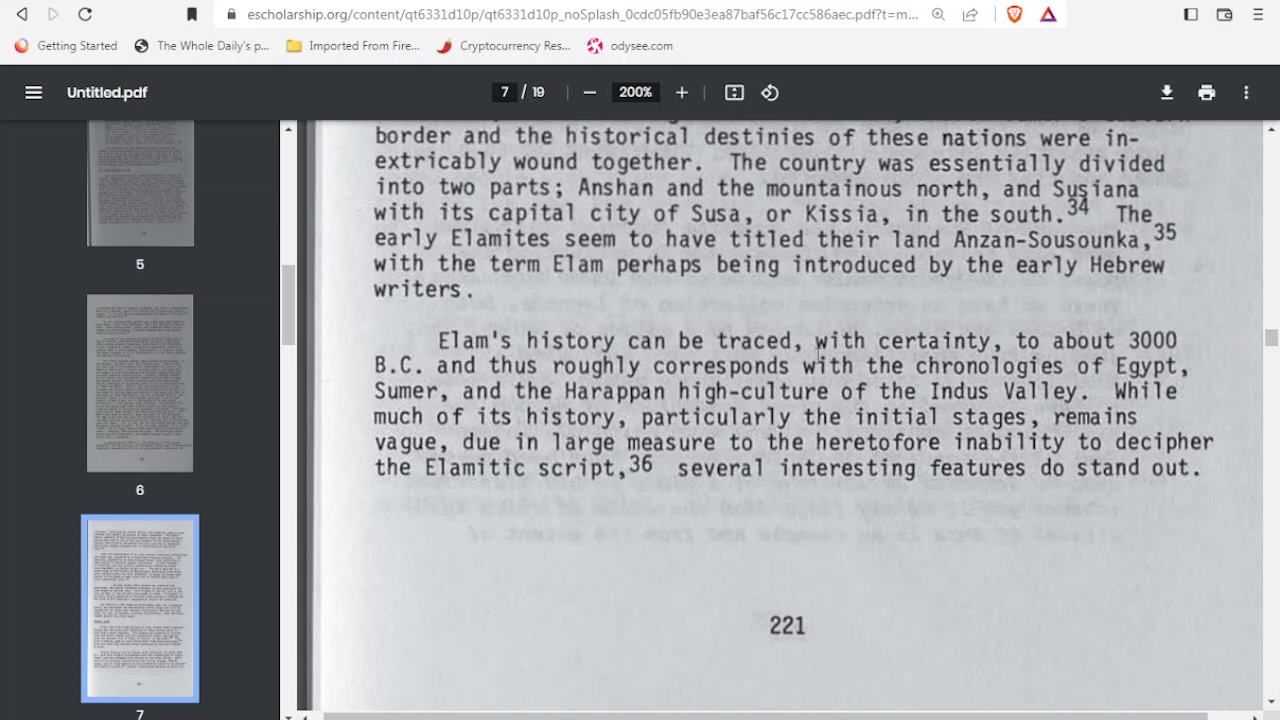 escholarship.org/content/qt6331d10p/qt6331d10p_noSplash_0cdc05fb90e3ea87baf56c17cc586aec.pdf?t=m...
Getting Started The Whole Daily's p... Imported From Fire... Cryptocurrency Res... odysee.com
Untitled.pdf 7 / 19 200%
border and the historical destinies of these nations were in-
extricably wound together. The country was essentially divided
into two parts; Anshan and the mountainous north, and Susiana
with its capital city of Susa, or Kissia, in the south.34 The
early Elamites seem to have titled their land Anzan-Sousounka,35
with the term Elam perhaps being introduced by the early Hebrew
writers.
Elam's history can be traced, with certainty, to about 3000
B.C. and thus roughly corresponds with the chronologies of Egypt,
Sumer, and the Harappan high-culture of the Indus Valley. While
much of its history, particularly the initial stages, remains
vague, due in large measure to the heretofore inability to decipher
the Elamitic script,36 several interesting features do stand out.
221
5
6
7